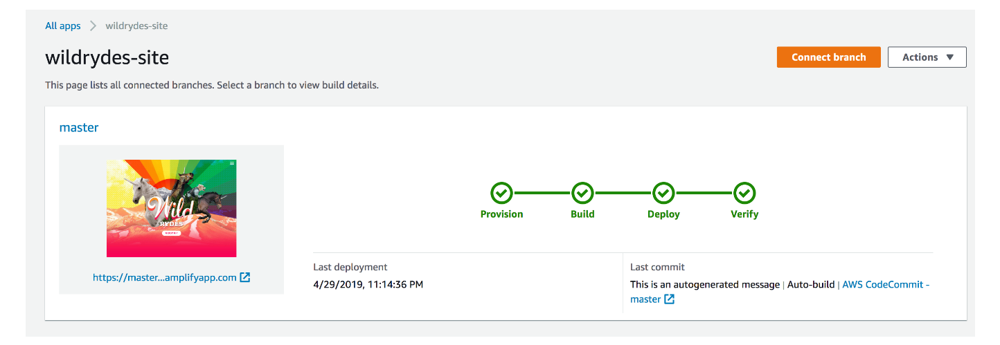 All apps > wildrydes-site
wildrydes-site
Connect branch
Actions ▼
This page lists all connected branches. Select a branch to view build details.
master
Wild
RYDES
https://master...amplifyapp.com
Provision
Build
Deploy
Verify
Last deployment
4/29/2019, 11:14:36 PM
Last commit
This is an autogenerated message | Auto-build | AWS CodeCommit -
master